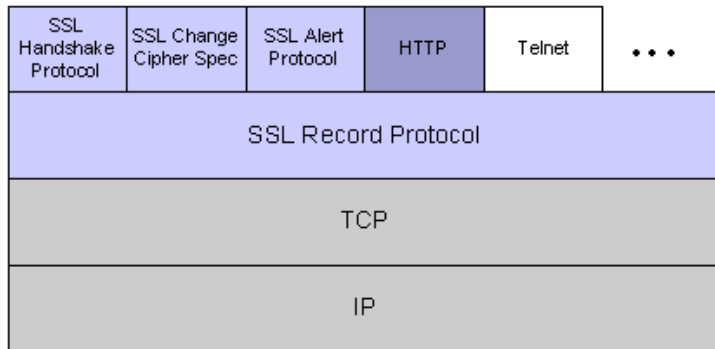 SSL
Handshake
Protocol
SSL Change
Cipher Spec
SSL Alert
Protocol
HTTP
Telnet
...
SSL Record Protocol
TCP
IP